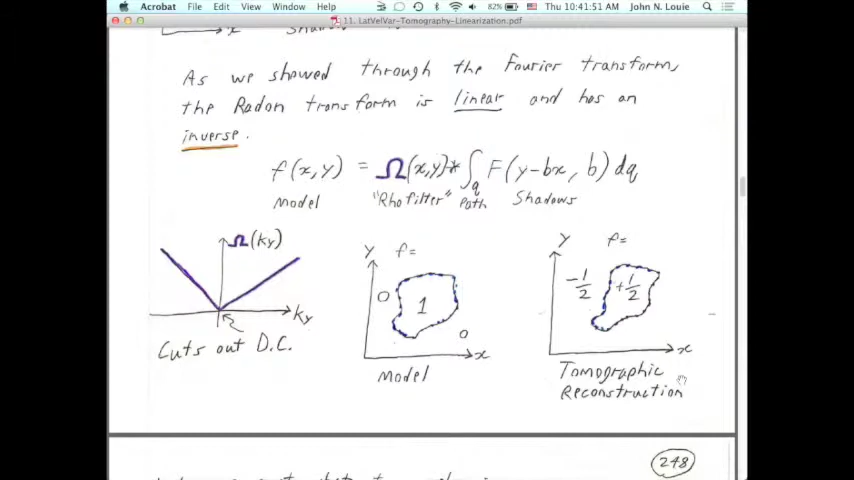 Acrobat File Edit View Window Help 82% Thu 10:41:51 AM John N. Louie
11. LatVelVar-Tomography-Linearization.pdf
x
As we showed through the Fourier transform,
the Radon transform is linear and has an
inverse.
f(x,y) = Ω(x,y)* ∫q F(y-bx, b) dq
Model "Rho filter" Path Shadows
Ω(ky)
ky
Cuts out D.C.
y f=
0 1 0
x
Model
y f=
-1/2 +1/2
x
Tomographic
Reconstruction
248